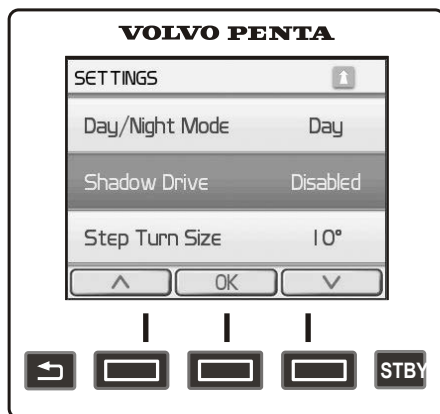 VOLVO PENTA
SETTINGS
Day/Night Mode Day
Shadow Drive Disabled
Step Turn Size 10°
OK
STBY